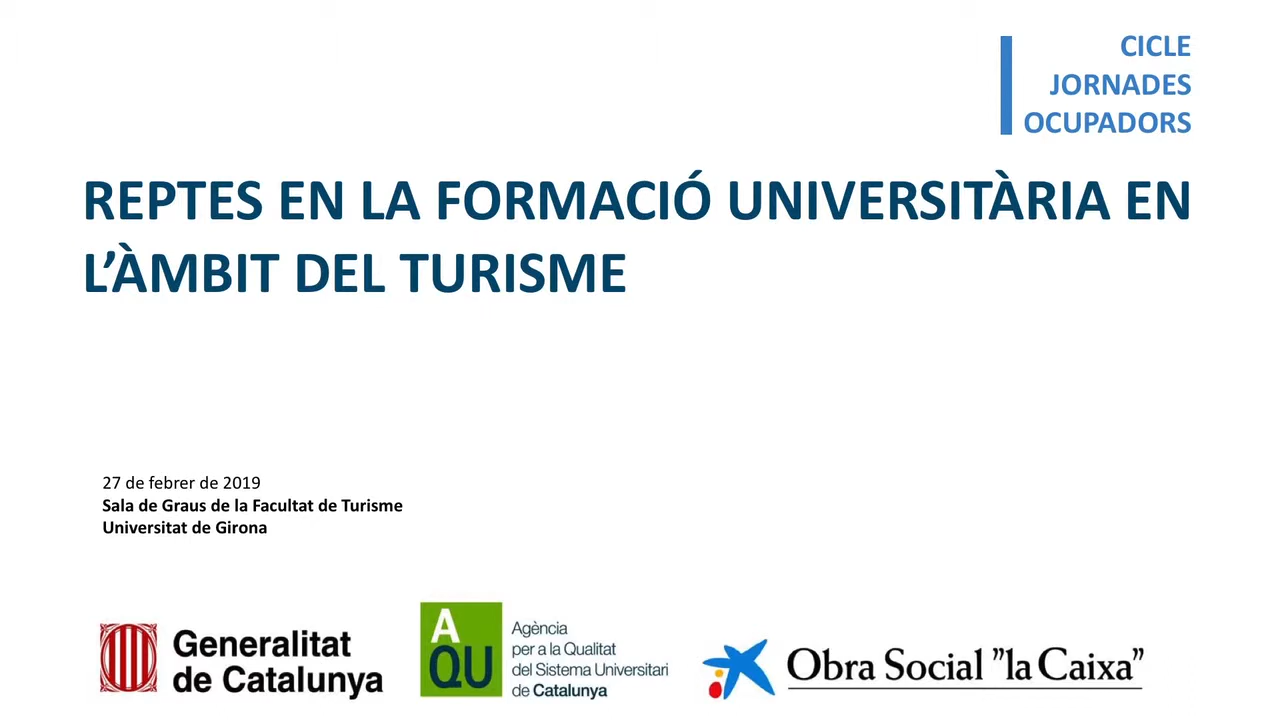 CICLE
JORNADES
OCUPADORS
REPTES EN LA FORMACIÓ UNIVERSITÀRIA EN
L’ÀMBIT DEL TURISME
27 de febrer de 2019
Sala de Graus de la Facultat de Turisme
Universitat de Girona
Generalitat
de Catalunya
A
QU
Agència
per a la Qualitat
del Sistema Universitari
de Catalunya
Obra Social ”la Caixa”